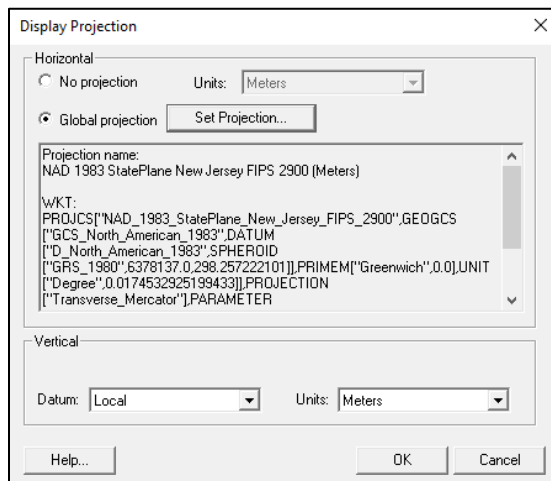 Display Projection
Horizontal
No projection Units: Meters
Global projection Set Projection...
Projection name:
NAD 1983 StatePlane New Jersey FIPS 2900 (Meters)
WKT:
PROJCS["NAD_1983_StatePlane_New_Jersey_FIPS_2900",GEOGCS
["GCS_North_American_1983",DATUM
["D_North_American_1983",SPHEROID
["GRS_1980",6378137.0,298.257222101]],PRIMEM["Greenwich",0.0],UNIT
["Degree",0.0174532925199433]],PROJECTION
["Transverse_Mercator"],PARAMETER
Vertical
Datum: Local Units: Meters
Help... OK Cancel